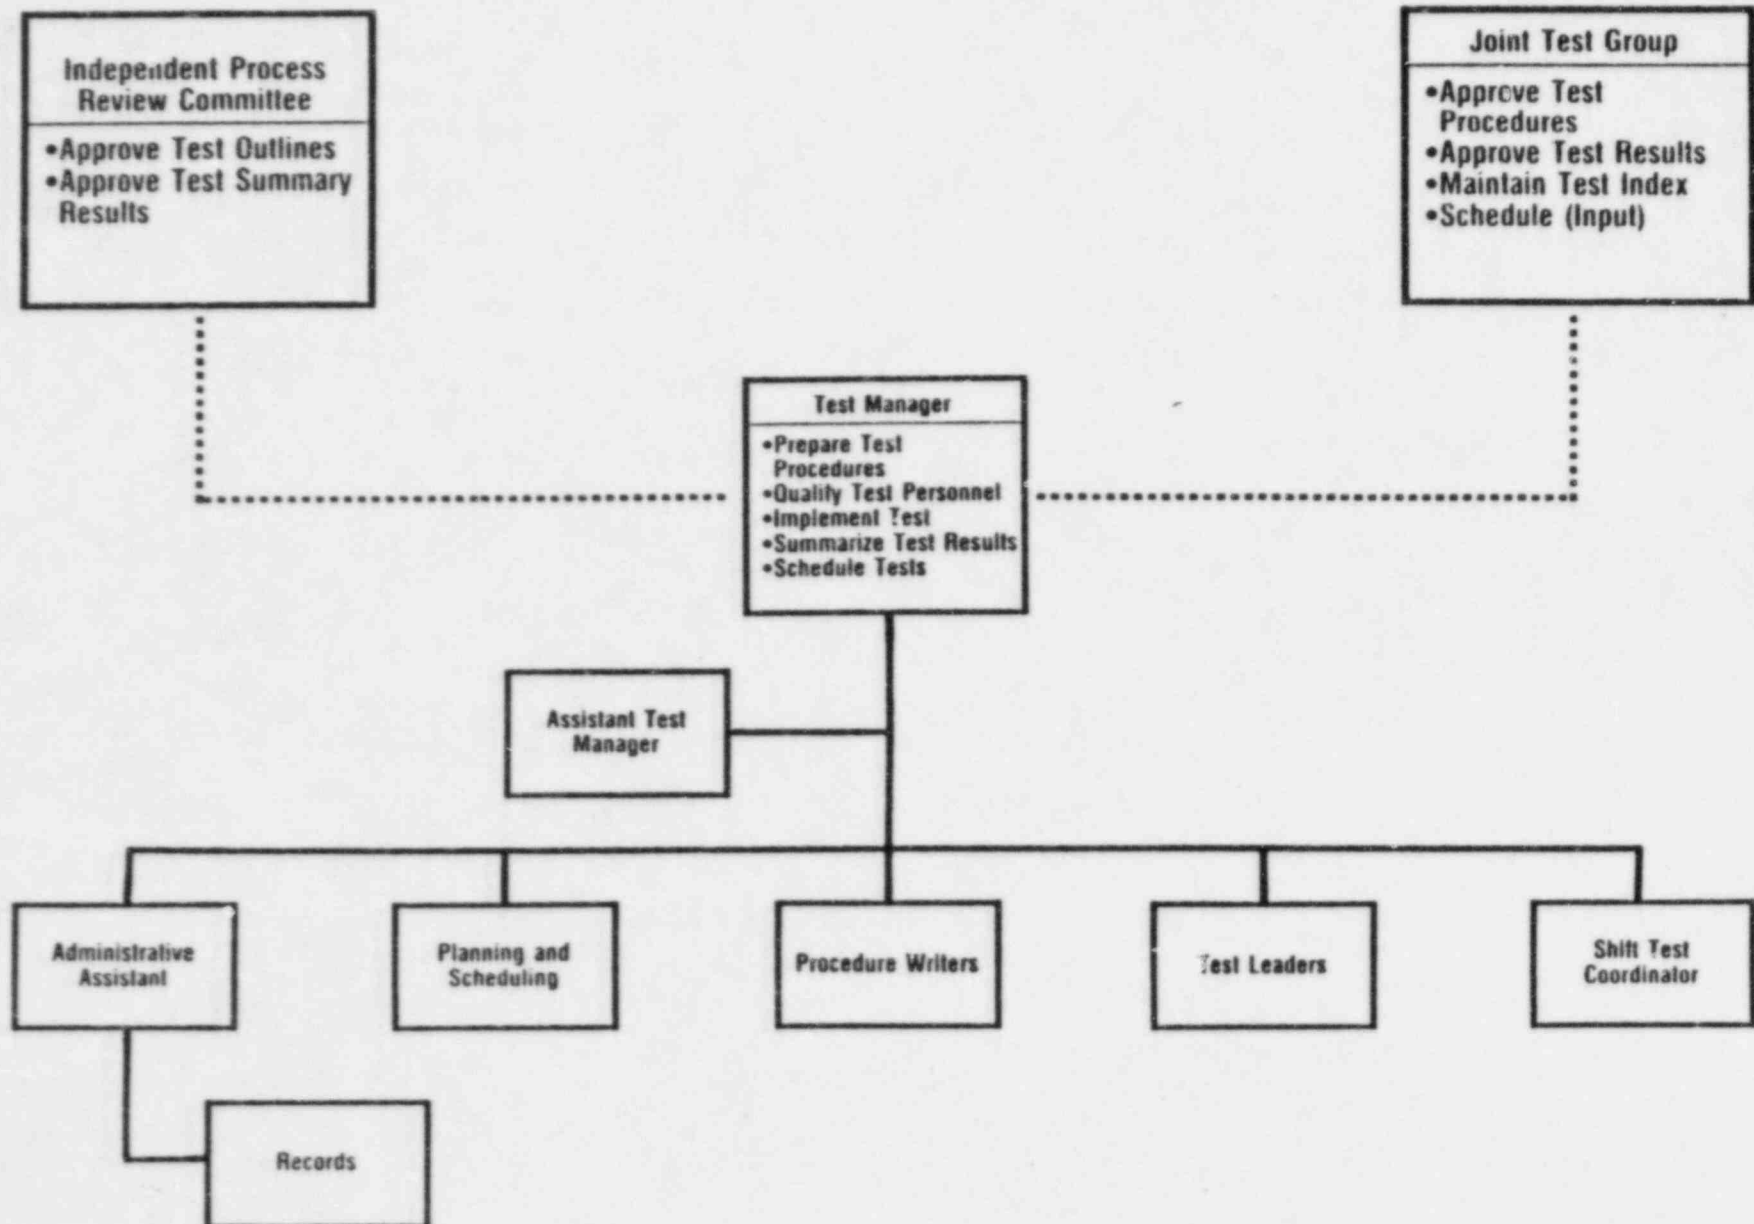 Independent Process
Review Committee
•Approve Test Outlines
•Approve Test Summary
Results
Joint Test Group
•Approve Test
Procedures
•Approve Test Results
•Maintain Test Index
•Schedule (Input)
Test Manager
•Prepare Test
Procedures
•Qualify Test Personnel
•Implement Test
•Summarize Test Results
•Schedule Tests
Assistant Test
Manager
Administrative
Assistant
Planning and
Scheduling
Procedure Writers
Test Leaders
Shift Test
Coordinator
Records